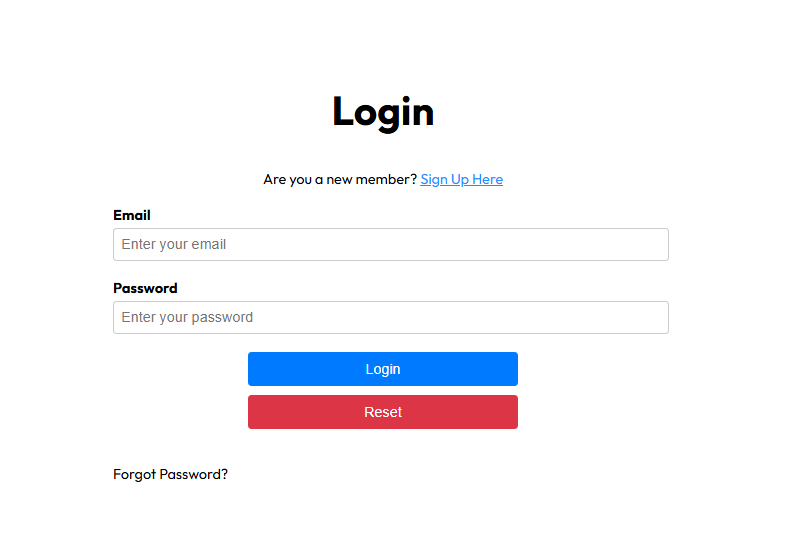 Login
Are you a new member? Sign Up Here
Email
Enter your email
Password
Enter your password
Login
Reset
Forgot Password?